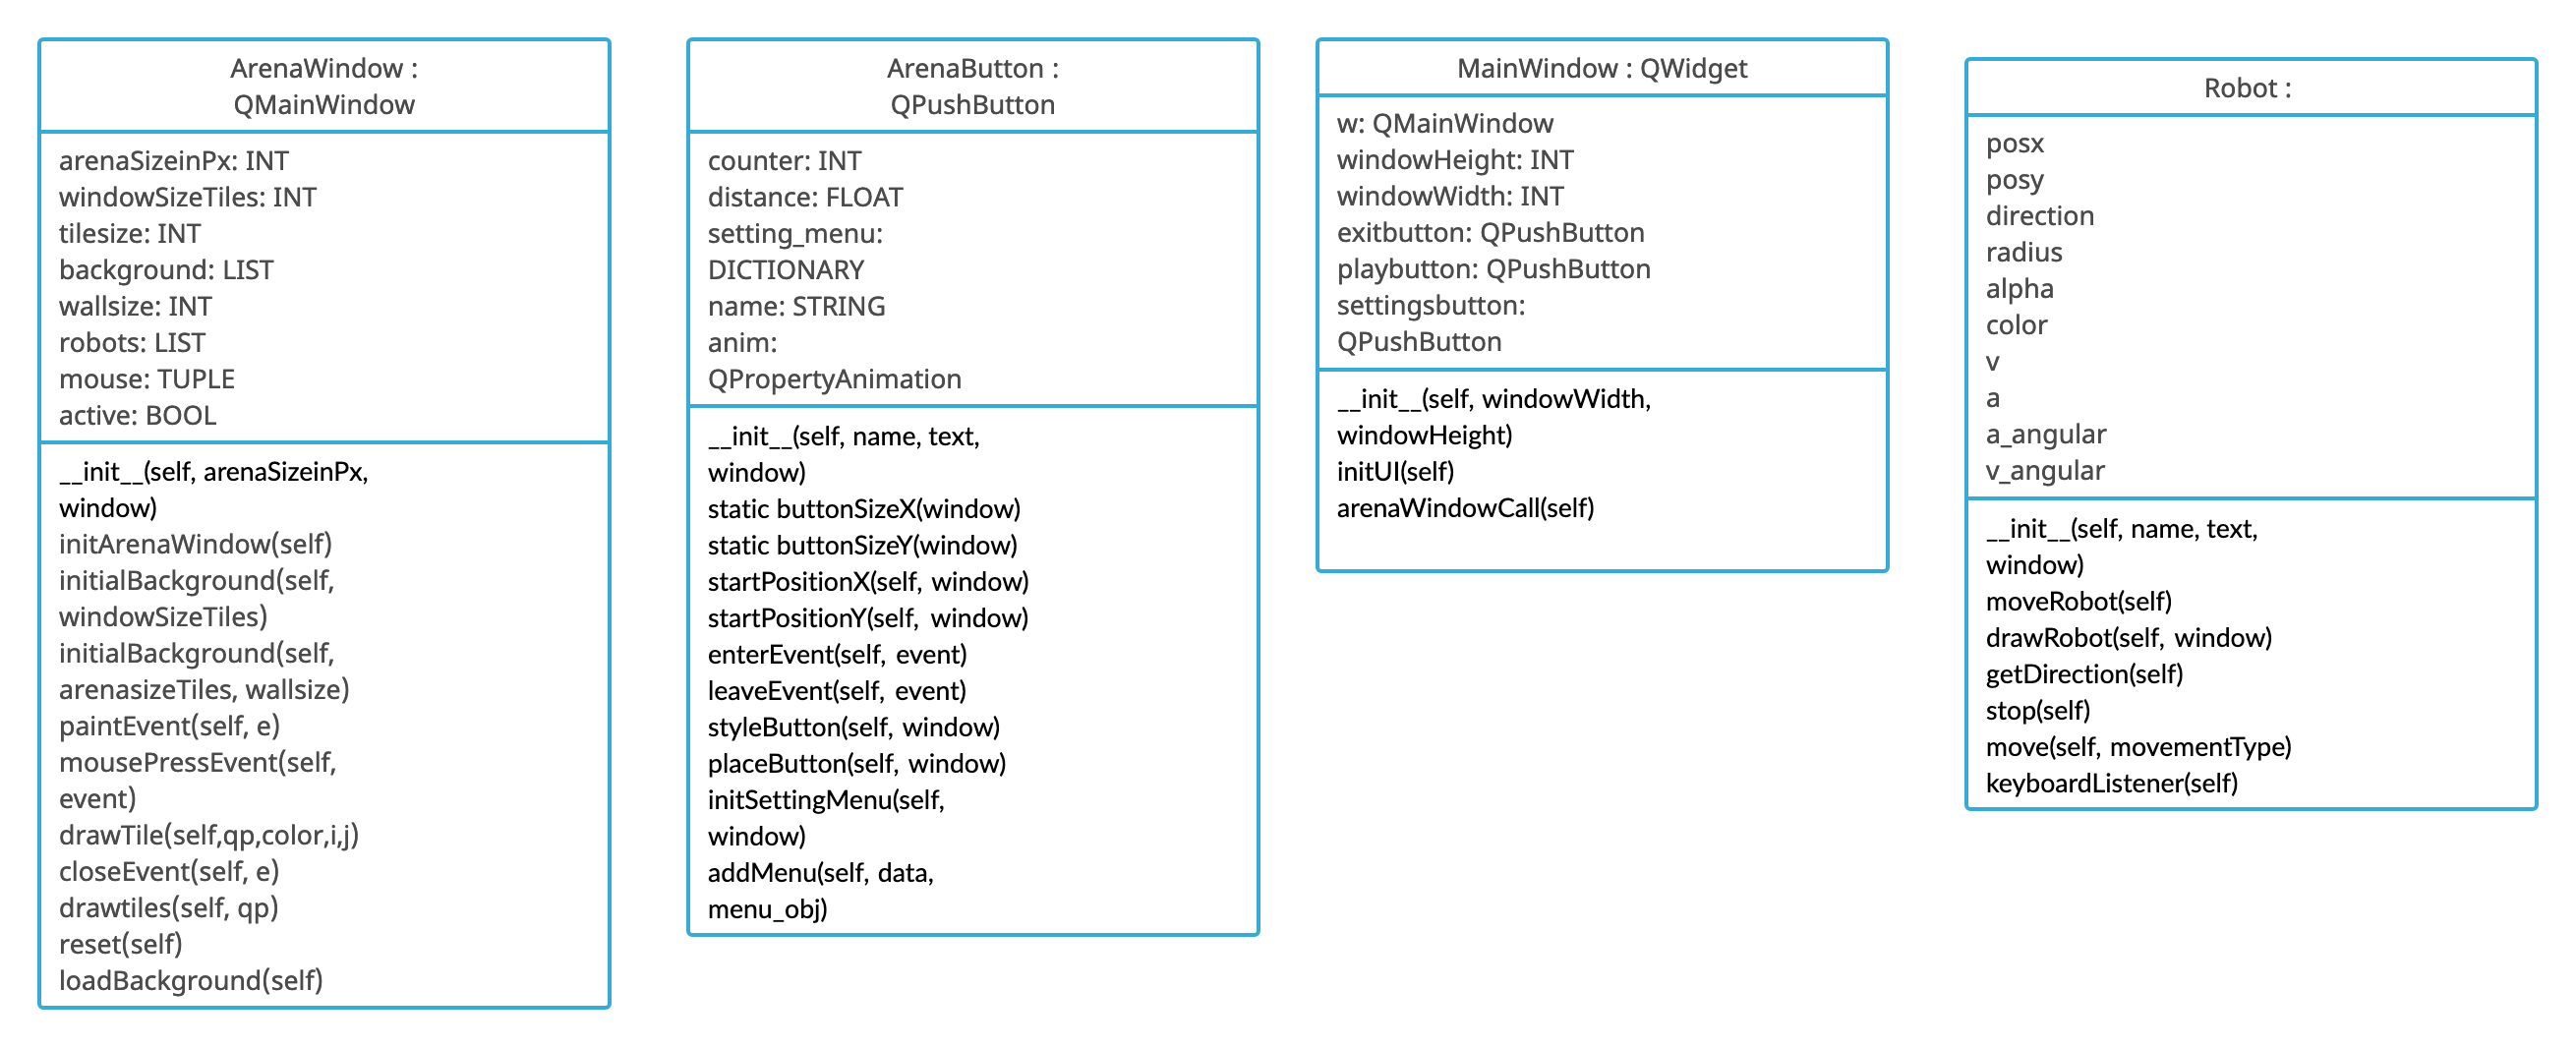 ArenaWindow :
QMainWindow
arenaSizeinPx: INT
windowSizeTiles: INT
tilesize: INT
background: LIST
wallsize: INT
robots: LIST
mouse: TUPLE
active: BOOL
__init__(self, arenaSizeinPx,
window)
initArenaWindow(self)
initialBackground(self,
windowSizeTiles)
initialBackground(self,
arenasizeTiles, wallsize)
paintEvent(self, e)
mousePressEvent(self,
event)
drawTile(self,qp,color,i,j)
closeEvent(self, e)
drawtiles(self, qp)
reset(self)
loadBackground(self)
ArenaButton :
QPushButton
counter: INT
distance: FLOAT
setting_menu:
DICTIONARY
name: STRING
anim:
QPropertyAnimation
__init__(self, name, text,
window)
static buttonSizeX(window)
static buttonSizeY(window)
startPositionX(self, window)
startPositionY(self, window)
enterEvent(self, event)
leaveEvent(self, event)
styleButton(self, window)
placeButton(self, window)
initSettingMenu(self,
window)
addMenu(self, data,
menu_obj)
MainWindow : QWidget
w: QMainWindow
windowHeight: INT
windowWidth: INT
exitbutton: QPushButton
playbutton: QPushButton
settingsbutton:
QPushButton
__init__(self, windowWidth,
windowHeight)
initUI(self)
arenaWindowCall(self)
Robot :
posx
posy
direction
radius
alpha
color
v
a
a_angular
v_angular
__init__(self, name, text,
window)
moveRobot(self)
drawRobot(self, window)
getDirection(self)
stop(self)
move(self, movementType)
keyboardListener(self)